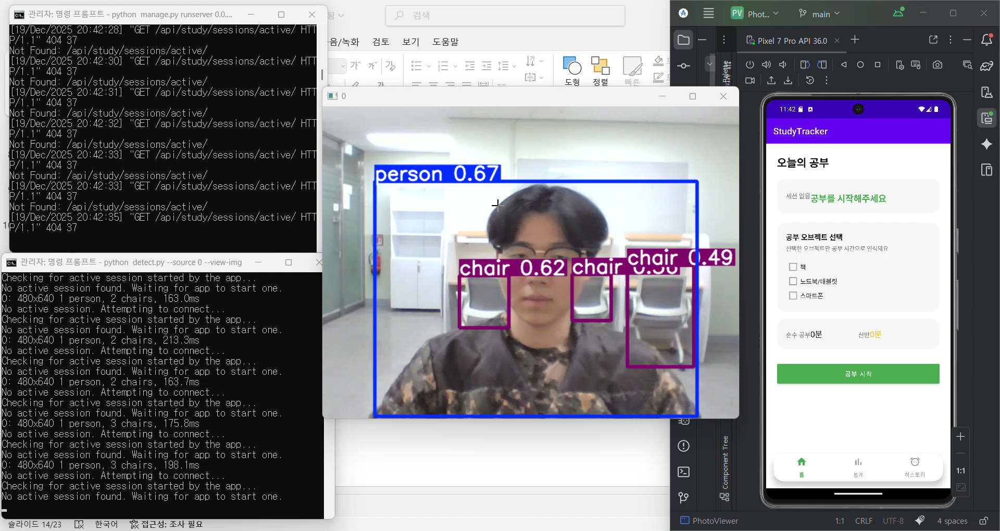 관리자: 명령 프롬프트 - python  manage.py runserver 0.0....
[19/Dec/2025 20:42:28] "GET /api/study/sessions/active/ HTT
P/1.1" 404 37
Not Found: /api/study/sessions/active/
[19/Dec/2025 20:42:30] "GET /api/study/sessions/active/ HTT
P/1.1" 404 37
Not Found: /api/study/sessions/active/
[19/Dec/2025 20:42:31] "GET /api/study/sessions/active/ HTT
P/1.1" 404 37
Not Found: /api/study/sessions/active/
[19/Dec/2025 20:42:32] "GET /api/study/sessions/active/ HTT
P/1.1" 404 37
Not Found: /api/study/sessions/active/
[19/Dec/2025 20:42:33] "GET /api/study/sessions/active/ HTT
P/1.1" 404 37
Not Found: /api/study/sessions/active/
[19/Dec/2025 20:42:33] "GET /api/study/sessions/active/ HTT
P/1.1" 404 37
Not Found: /api/study/sessions/active/
[19/Dec/2025 20:42:35] "GET /api/study/sessions/active/ HTT
P/1.1" 404 37
관리자: 명령 프롬프트 - python  detect.py --source 0 --view-img
Checking for active session started by the app...
No active session found. Waiting for app to start one.
0: 480x640 1 person, 2 chairs, 163.0ms
No active session. Attempting to connect...
Checking for active session started by the app...
No active session found. Waiting for app to start one.
0: 480x640 1 person, 2 chairs, 213.3ms
No active session. Attempting to connect...
Checking for active session started by the app...
No active session found. Waiting for app to start one.
0: 480x640 1 person, 2 chairs, 163.7ms
No active session. Attempting to connect...
Checking for active session started by the app...
No active session found. Waiting for app to start one.
0: 480x640 1 person, 3 chairs, 175.8ms
No active session. Attempting to connect...
Checking for active session started by the app...
No active session found. Waiting for app to start one.
0: 480x640 1 person, 3 chairs, 198.1ms
No active session. Attempting to connect...
Checking for active session started by the app...
No active session found. Waiting for app to start one.
슬라이드 14/23 한국어 접근성: 조사 필요
검색
음/녹화 검토 보기 도움말
도형 정렬 빠른
0
person 0.67
chair 0.62
chair
chair 0.49
PV Phot... main
Pixel 7 Pro API 36.0
Palette
11:42
StudyTracker
오늘의 공부
세션 없음 공부를 시작해주세요
공부 오브젝트 선택
선택한 오브젝트만 공부 시간으로 인식돼요
책
노트북/태블릿
스마트폰
순수 공부 0분 산만 0분
공부 시작
홈 통계 히스토리
Component Tree
1:1
PhotoViewer 1:1 CRLF UTF-8 4 spaces